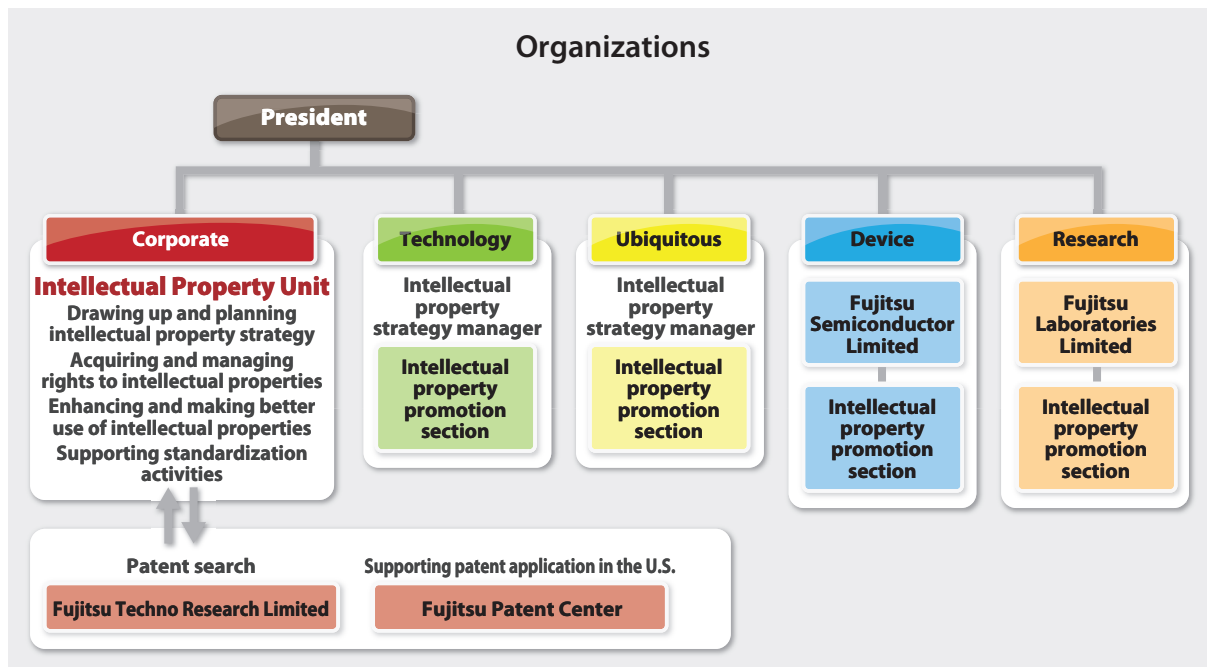 Organizations
President
Corporate
Intellectual Property Unit
Drawing up and planning
intellectual property strategy
Acquiring and managing
rights to intellectual properties
Enhancing and making better
use of intellectual properties
Supporting standardization
activities
Technology
Intellectual
property
strategy manager
Intellectual
property
promotion
section
Ubiquitous
Intellectual
property
strategy manager
Intellectual
property
promotion
section
Device
Fujitsu
Semiconductor
Limited
Intellectual
property
promotion
section
Research
Fujitsu
Laboratories
Limited
Intellectual
property
promotion
section
Patent search
Fujitsu Techno Research Limited
Supporting patent application in the U.S.
Fujitsu Patent Center